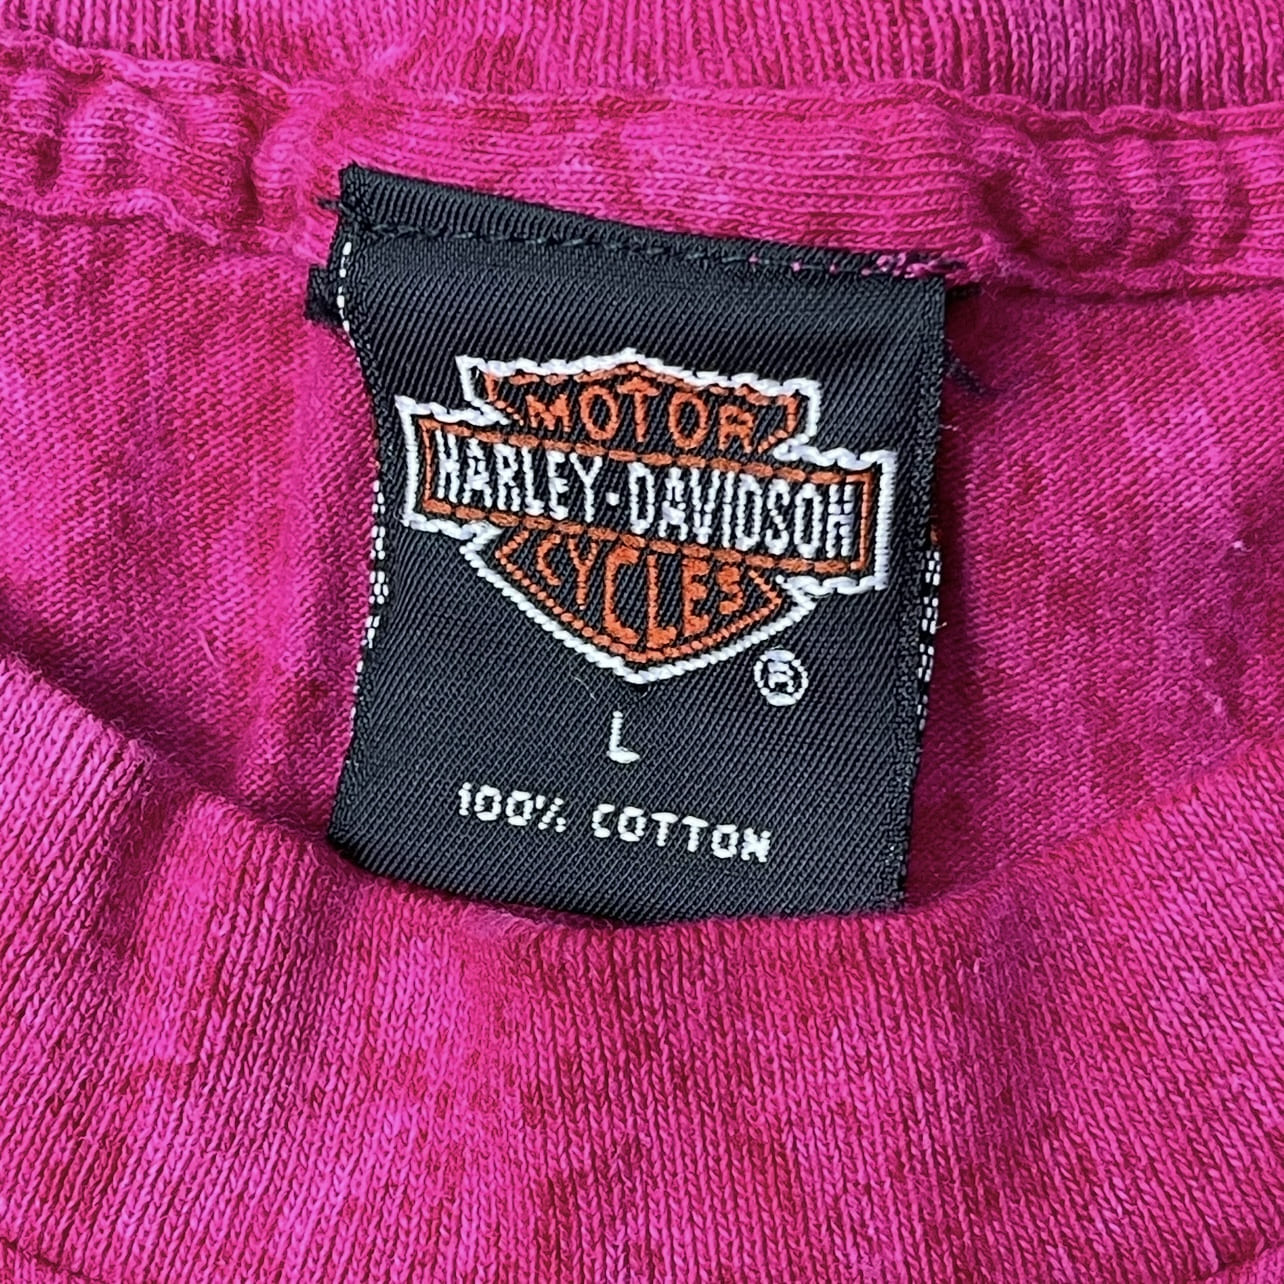 MOTOR
HARLEY-DAVIDSON
CYCLES
®
L
100% COTTON